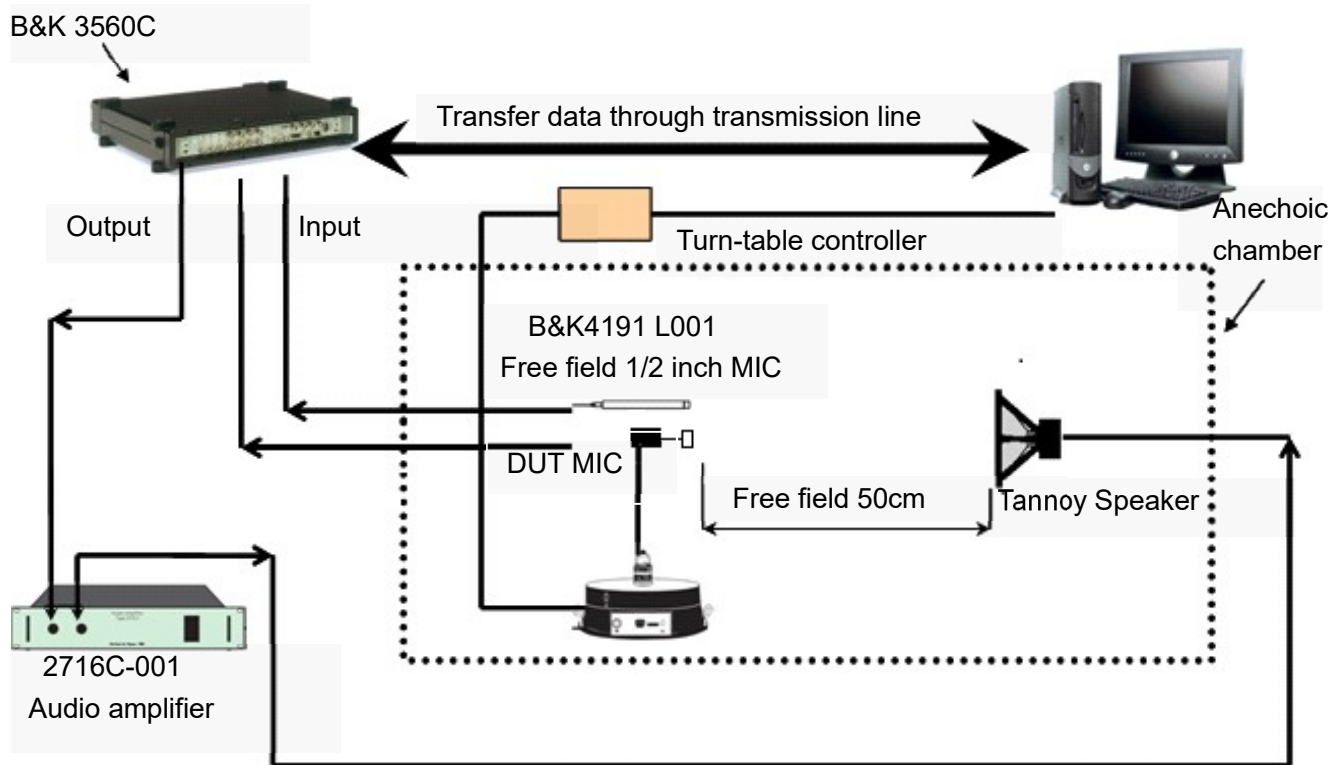 B&K 3560C
Transfer data through transmission line
Output
Input
Turn-table controller
Anechoic
chamber
B&K4191 L001
Free field 1/2 inch MIC
DUT MIC
Free field 50cm
Tannoy Speaker
2716C-001
Audio amplifier